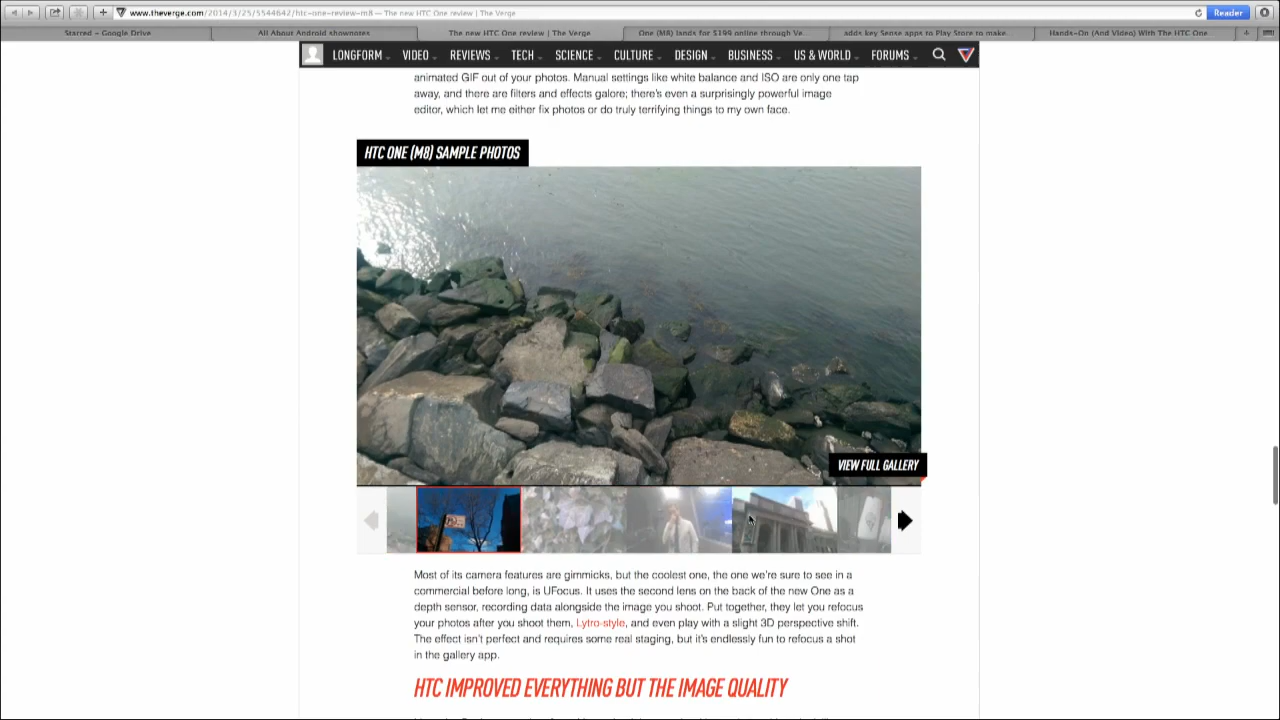 www.theverge.com/2014/3/25/5544642/htc-one-review-m8 — The new HTC One review | The Verge
Reader
Starred - Google Drive
All About Android shownotes
The new HTC One review | The Verge
One (M8) lands for $199 online through Ve
adds key Sense apps to Play Store to make.
Hands-On (And Video) With The HTC One
LONGFORM
VIDEO
REVIEWS
TECH
SCIENCE
CULTURE
DESIGN
BUSINESS
US & WORLD
FORUMS
animated GIF out of your photos. Manual settings like white balance and ISO are only one tap
away, and there are filters and effects galore; there's even a surprisingly powerful image
editor, which let me either fix photos or do truly terrifying things to my own face.
HTC ONE (M8) SAMPLE PHOTOS
VIEW FULL GALLERY
Most of its camera features are gimmicks, but the coolest one, the one we're sure to see in a
commercial before long, is UFocus. It uses the second lens on the back of the new One as a
depth sensor, recording data alongside the image you shoot. Put together, they let you refocus
your photos after you shoot them, Lytro-style, and even play with a slight 3D perspective shift.
The effect isn't perfect and requires some real staging, but it's endlessly fun to refocus a shot
in the gallery app.
HTC IMPROVED EVERYTHING BUT THE IMAGE QUALITY